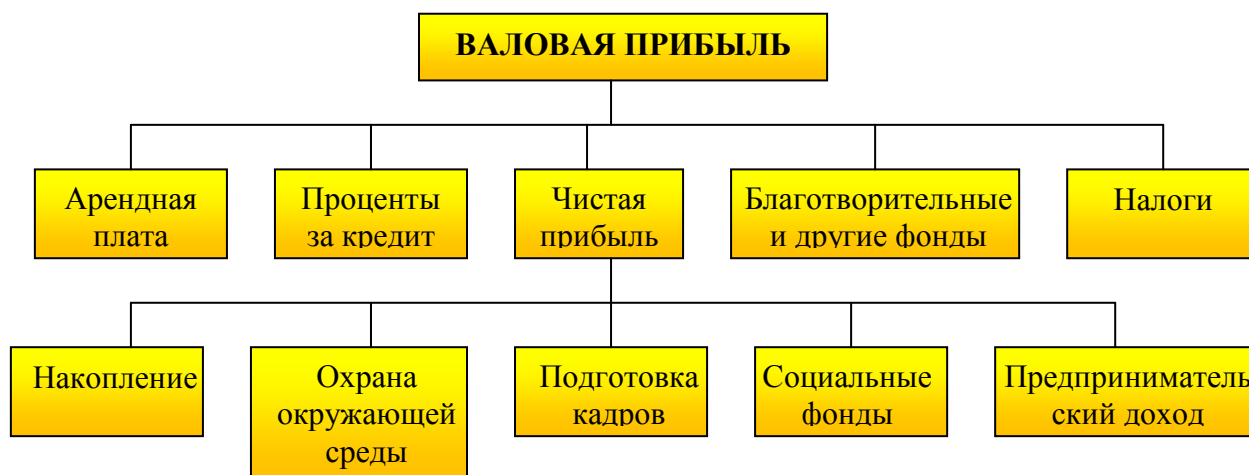 ВАЛОВАЯ ПРИБЫЛЬ
Арендная
плата
Проценты
за кредит
Чистая
прибыль
Благотворительные
и другие фонды
Налоги
Накопление
Охрана
окружающей
среды
Подготовка
кадров
Социальные
фонды
Предприниматель
ский доход